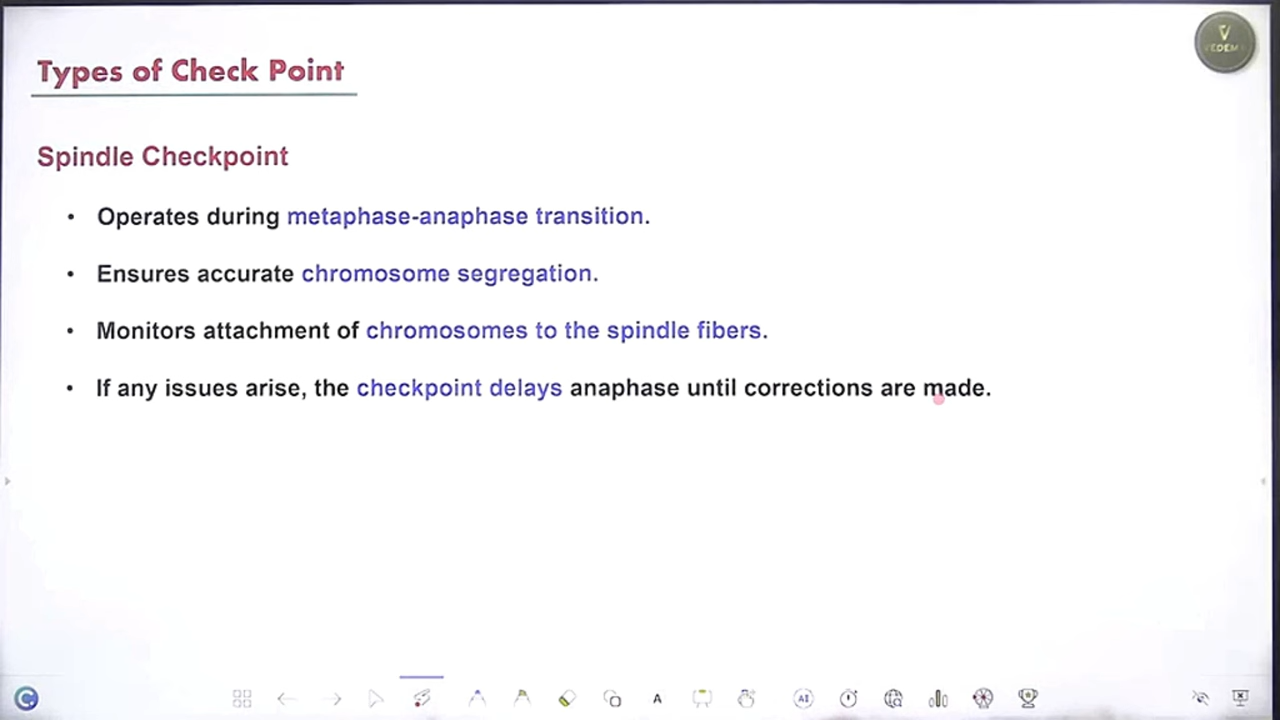 Types of Check Point
Spindle Checkpoint
• Operates during metaphase-anaphase transition.
• Ensures accurate chromosome segregation.
• Monitors attachment of chromosomes to the spindle fibers.
• If any issues arise, the checkpoint delays anaphase until corrections are made.
A
AI